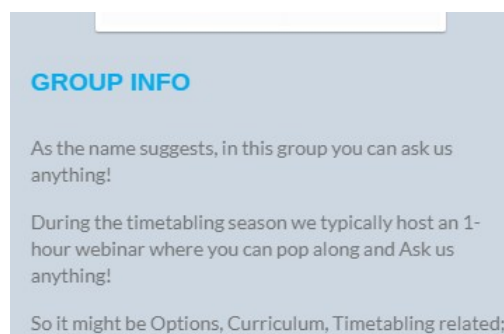 GROUP INFO
As the name suggests, in this group you can ask us
anything!
During the timetabling season we typically host an 1-
hour webinar where you can pop along and Ask us
anything!
So it might be Options, Curriculum, Timetabling related;